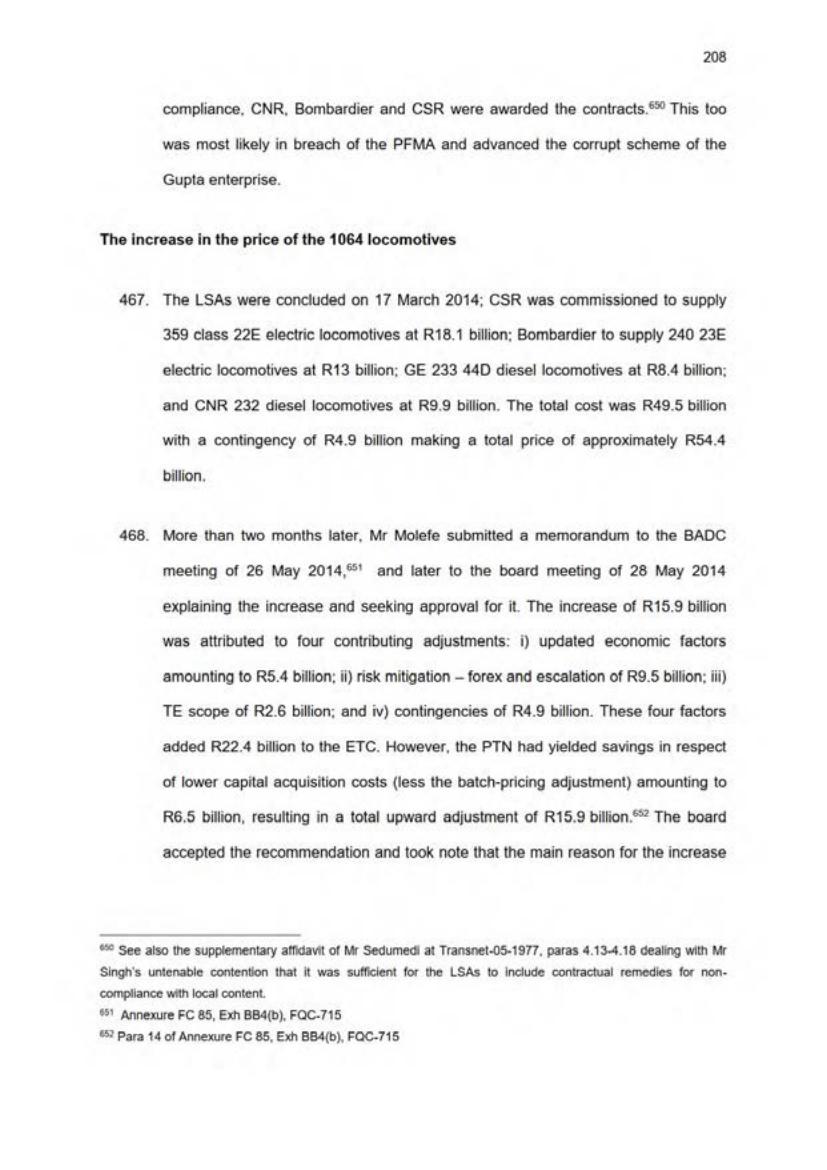 208
compliance, CNR, Bombardier and CSR were awarded the contracts.650 This too
was most likely in breach of the PFMA and advanced the corrupt scheme of the
Gupta enterprise.
The increase in the price of the 1064 locomotives
467. The LSAs were concluded on 17 March 2014; CSR was commissioned to supply
359 class 22E electric locomotives at R18.1 billion; Bombardier to supply 240 23E
electric locomotives at R13 billion; GE 233 44D diesel locomotives at R8.4 billion;
and CNR 232 diesel locomotives at R9.9 billion. The total cost was R49.5 billion
with a contingency of R4.9 billion making a total price of approximately R54.4
billion.
468. More than two months later, Mr Molefe submitted a memorandum to the BADC
meeting of 26 May 2014,651 and later to the board meeting of 28 May 2014
explaining the increase and seeking approval for it. The increase of R15.9 billion
was attributed to four contributing adjustments: i) updated economic factors
amounting to R5.4 billion; ii) risk mitigation – forex and escalation of R9.5 billion; iii)
TE scope of R2.6 billion; and iv) contingencies of R4.9 billion. These four factors
added R22.4 billion to the ETC. However, the PTN had yielded savings in respect
of lower capital acquisition costs (less the batch-pricing adjustment) amounting to
R6.5 billion, resulting in a total upward adjustment of R15.9 billion.652 The board
accepted the recommendation and took note that the main reason for the increase
650 See also the supplementary affidavit of Mr Sedumedi at Transnet-05-1977, paras 4.13-4.18 dealing with Mr
Singh's untenable contention that it was sufficient for the LSAs to include contractual remedies for non-
compliance with local content.
651 Annexure FC 85, Exh BB4(b), FQC-715
652 Para 14 of Annexure FC 85, Exh BB4(b), FQC-715